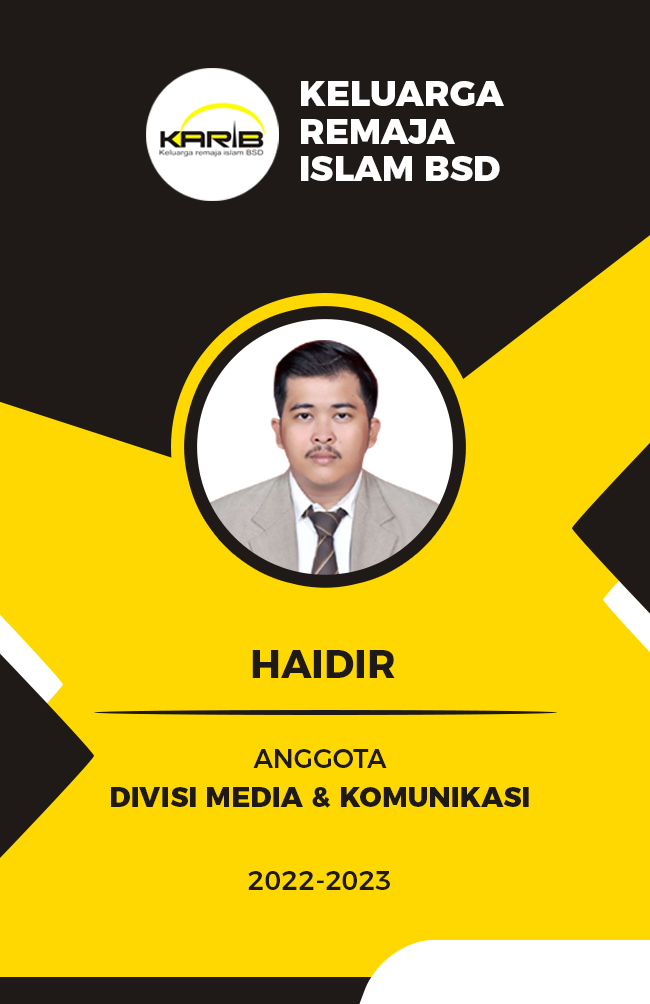 KARIB
Keluarga remaja islam BSD
KELUARGA
REMAJA
ISLAM BSD
HAIDIR
ANGGOTA
DIVISI MEDIA & KOMUNIKASI
2022-2023